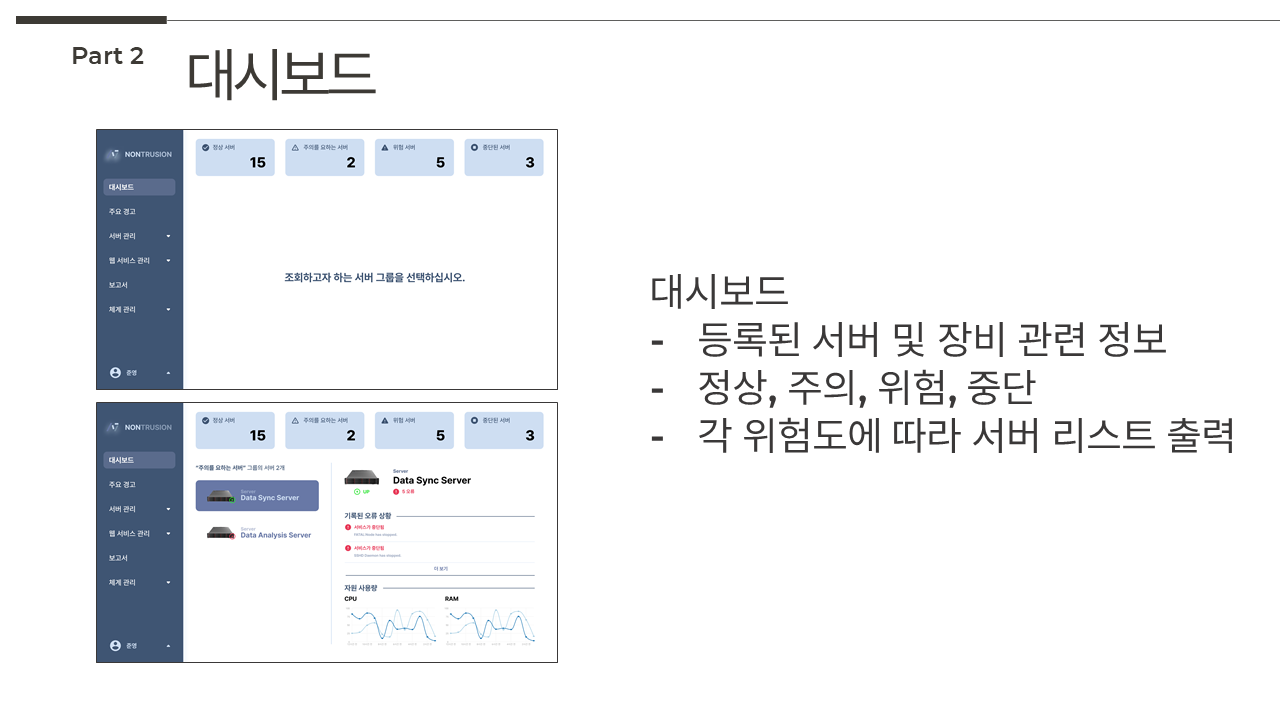 Part 2
대시보드
NONTRUSION
대시보드
주요 경고
서버 관리
웹 서비스 관리
보고서
체계 관리
준영
정상 서버
15
주의를 요하는 서버
2
위험 서버
5
중단된 서버
3
조회하고자 하는 서버 그룹을 선택하십시오.
NONTRUSION
대시보드
주요 경고
서버 관리
웹 서비스 관리
보고서
체계 관리
준영
정상 서버
15
주의를 요하는 서버
2
위험 서버
5
중단된 서버
3
"주의를 요하는 서버" 그룹의 서버 2개
Server
Data Sync Server
Server
Data Analysis Server
Server
Data Sync Server
UP
기록된 오류 상황
서비스가 중단됨
서비스가 중단됨
더 보기
자원 사용량
CPU
RAM
대시보드
- 등록된 서버 및 장비 관련 정보
- 정상, 주의, 위험, 중단
- 각 위험도에 따라 서버 리스트 출력